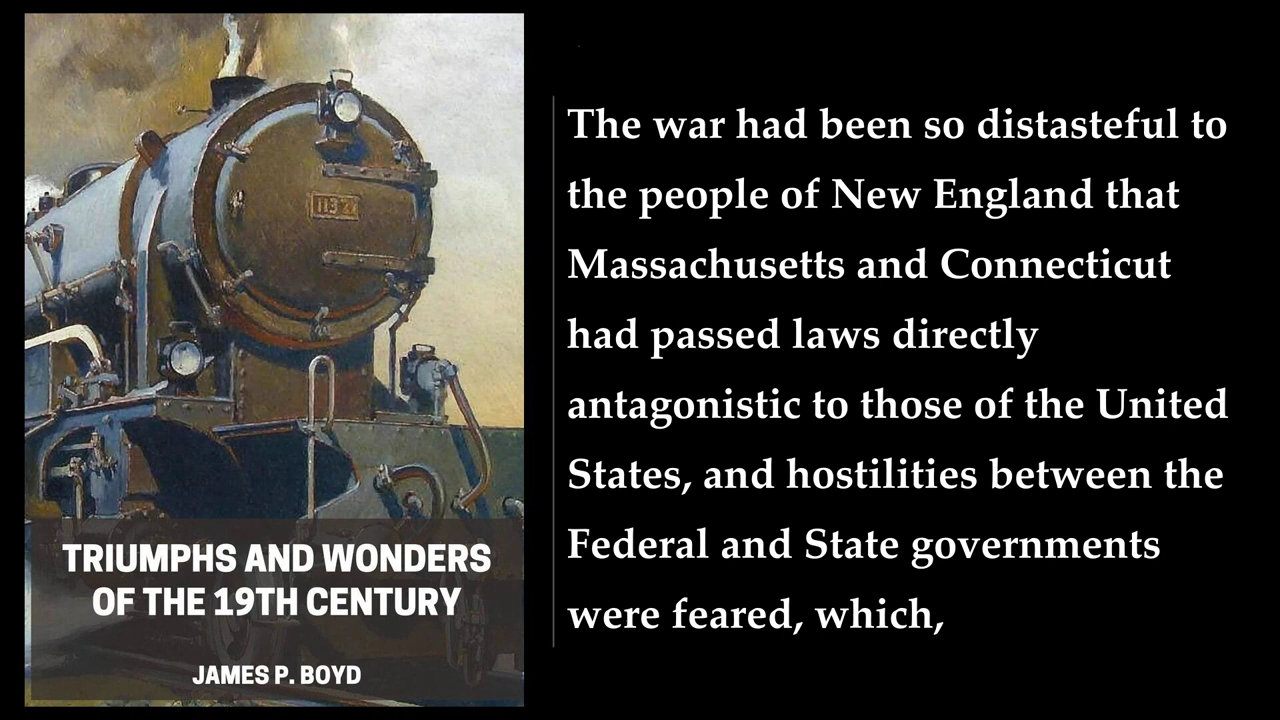 The war had been so distasteful to
the people of New England that
Massachusetts and Connecticut
had passed laws directly
antagonistic to those of the United
States, and hostilities between the
Federal and State governments
were feared, which,
TRIUMPHS AND WONDERS
OF THE 19TH CENTURY
JAMES P. BOYD